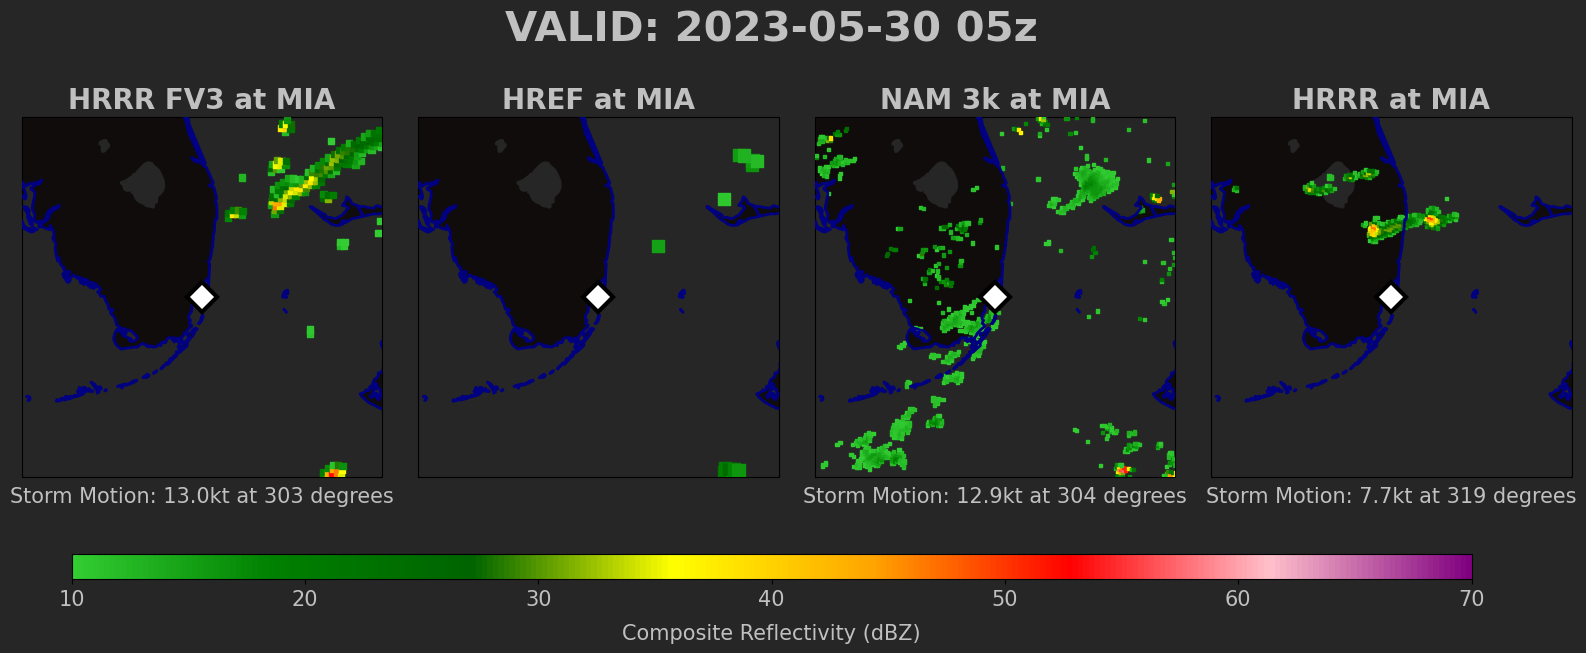 VALID: 2023-05-30 05z
HRRR FV3 at MIA
HREF at MIA
NAM 3k at MIA
HRRR at MIA
Storm Motion: 13.0kt at 303 degrees
Storm Motion: 12.9kt at 304 degrees
Storm Motion: 7.7kt at 319 degrees
10 20 30 40 50 60 70
Composite Reflectivity (dBZ)